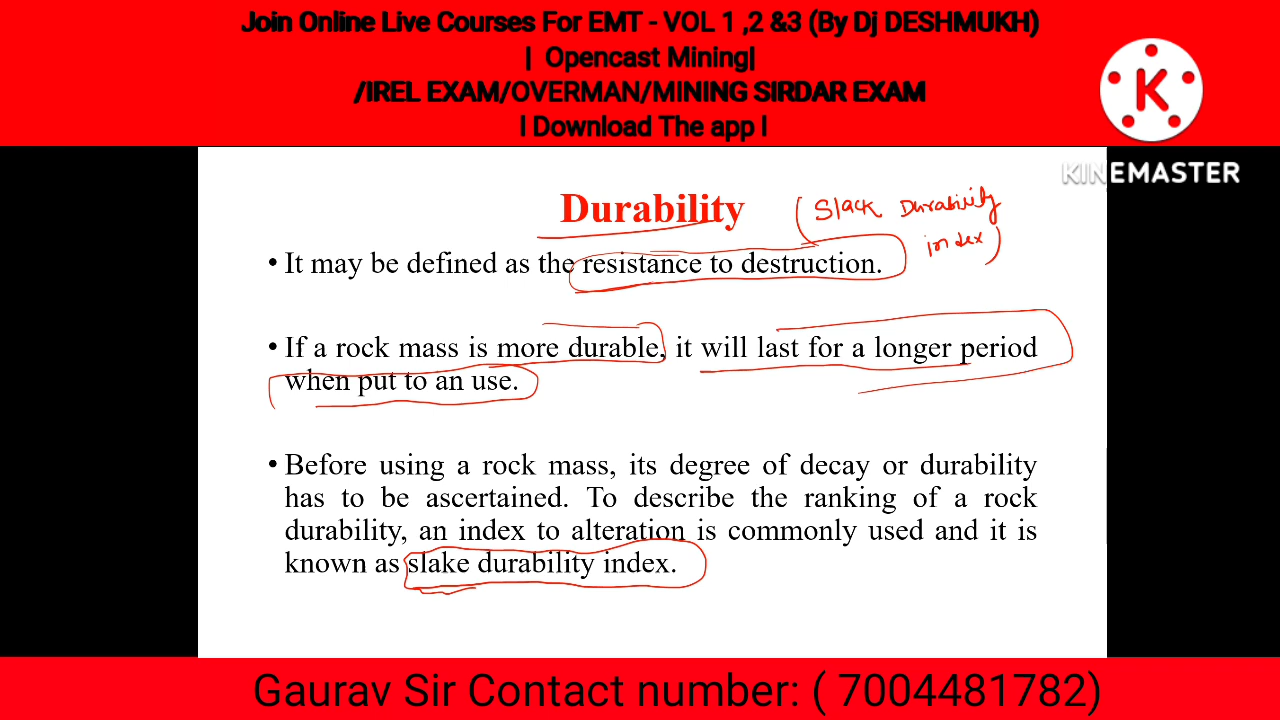 Join Online Live Courses For EMT - VOL 1 ,2 &3 (By Dj DESHMUKH)
| Opencast Mining|
/IREL EXAM/OVERMAN/MINING SIRDAR EXAM
l Download The app l
K
KINEMASTER
Durability
(Slack Durability
index)
• It may be defined as the resistance to destruction.
• If a rock mass is more durable, it will last for a longer period
when put to an use.
• Before using a rock mass, its degree of decay or durability
has to be ascertained. To describe the ranking of a rock
durability, an index to alteration is commonly used and it is
known as slake durability index.
Gaurav Sir Contact number: ( 7004481782)